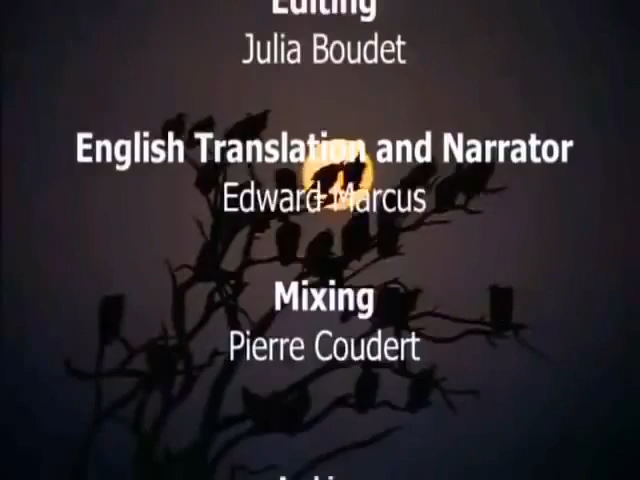 Editing
Julia Boudet
English Translation and Narrator
Edward Marcus
Mixing
Pierre Coudert